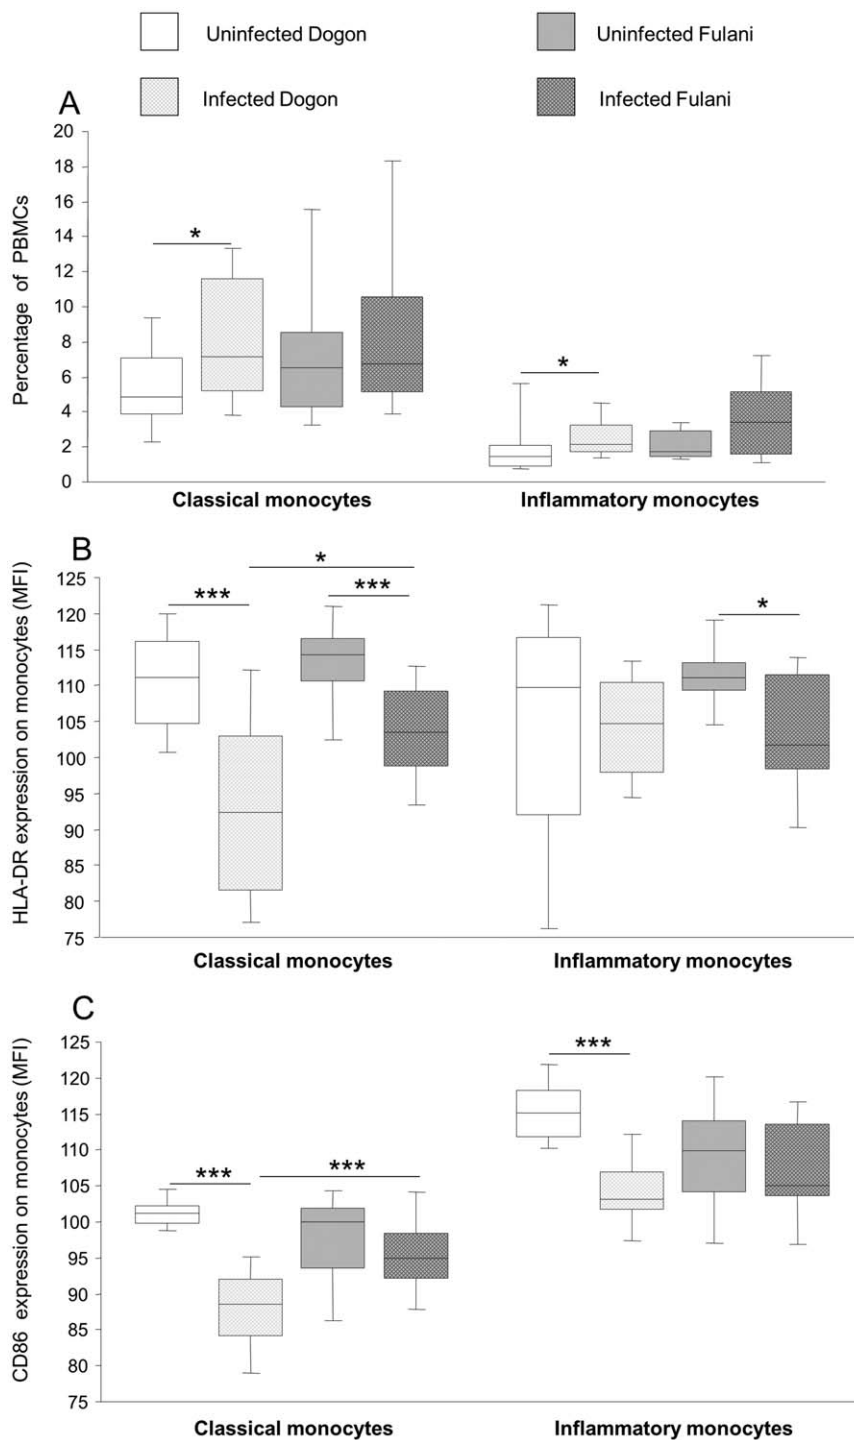 Uninfected Dogon
Uninfected Fulani
Infected Dogon
Infected Fulani
A
Percentage of PBMCs
20
18
16
14
12
10
8
6
4
2
0
*
*
Classical monocytes
Inflammatory monocytes
B
HLA-DR expression on monocytes (MFI)
125
120
115
110
105
100
95
90
85
80
75
*
***
***
*
Classical monocytes
Inflammatory monocytes
C
CD86 expression on monocytes (MFI)
125
120
115
110
105
100
95
90
85
80
75
***
***
***
Classical monocytes
Inflammatory monocytes